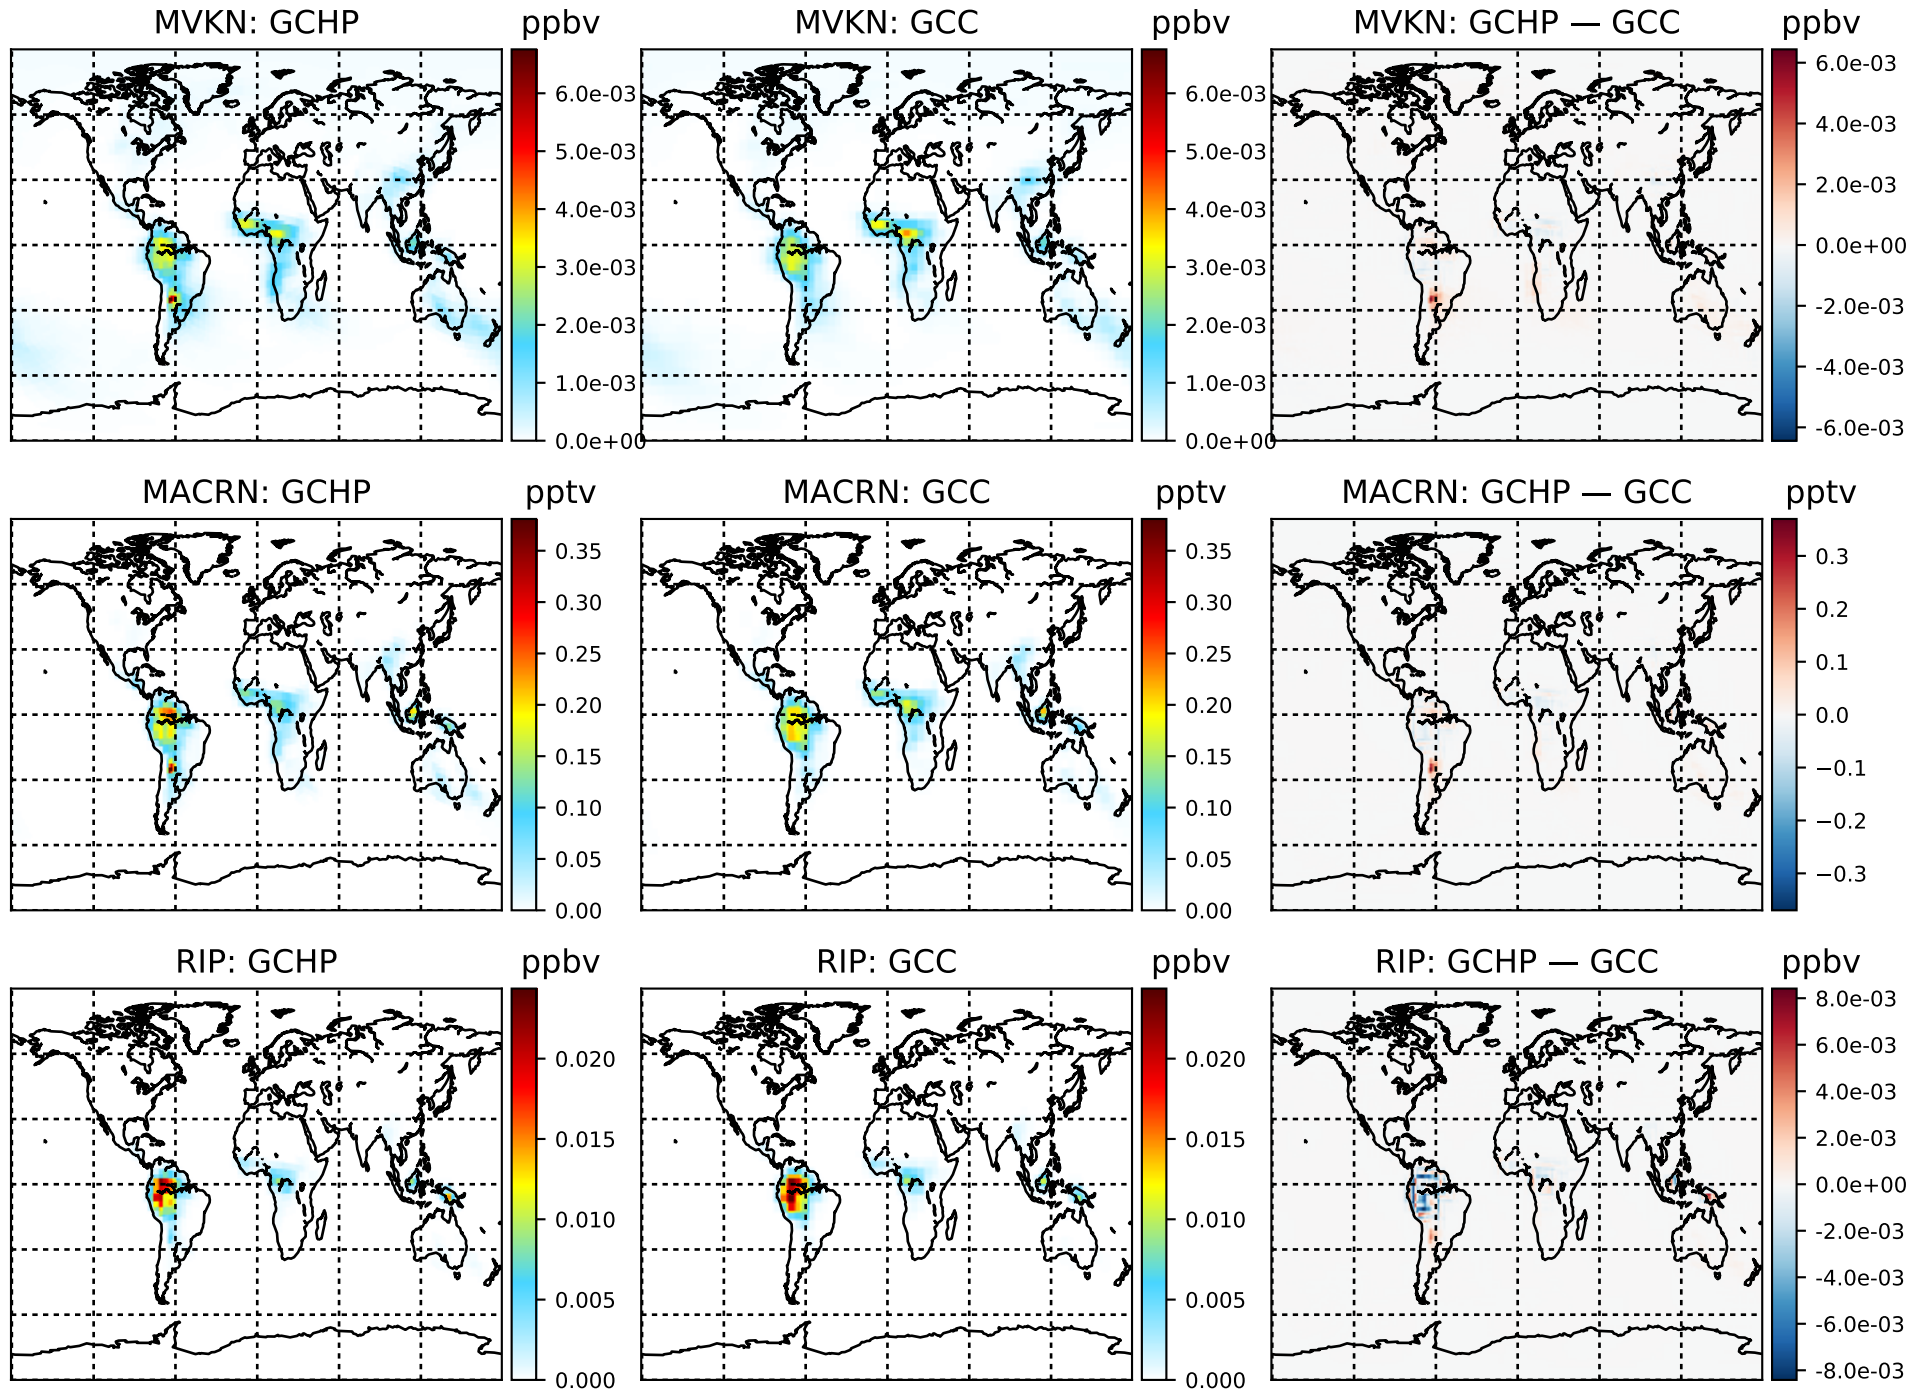 MVKN: GCHP ppbv MVKN: GCC ppbv MVKN: GCHP — GCC ppbv
6.0e-03
5.0e-03
4.0e-03
3.0e-03
2.0e-03
1.0e-03
0.0e+00
6.0e-03
5.0e-03
4.0e-03
3.0e-03
2.0e-03
1.0e-03
0.0e+00
6.0e-03
4.0e-03
2.0e-03
0.0e+00
-2.0e-03
-4.0e-03
-6.0e-03
MACRN: GCHP pptv MACRN: GCC pptv MACRN: GCHP — GCC pptv
0.35
0.30
0.25
0.20
0.15
0.10
0.05
0.00
0.35
0.30
0.25
0.20
0.15
0.10
0.05
0.00
0.3
0.2
0.1
0.0
−0.1
−0.2
−0.3
RIP: GCHP ppbv RIP: GCC ppbv RIP: GCHP — GCC ppbv
0.020
0.015
0.010
0.005
0.000
0.020
0.015
0.010
0.005
0.000
8.0e-03
6.0e-03
4.0e-03
2.0e-03
0.0e+00
-2.0e-03
-4.0e-03
-6.0e-03
-8.0e-03